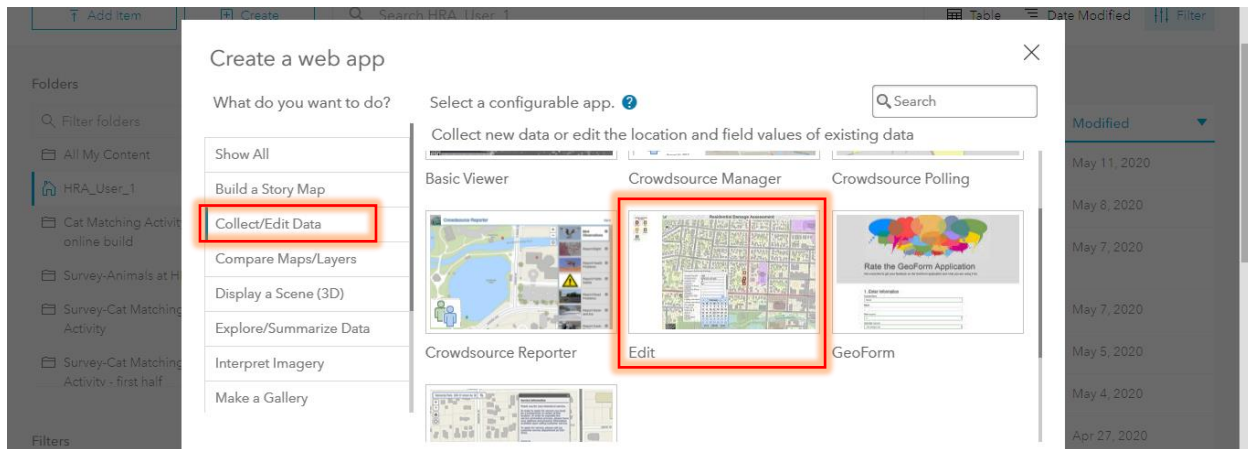 Add Item
Create
Search HRA_User_1
Table
Date Modified
Filter
Create a web app
Folders
What do you want to do?
Select a configurable app.
Search
Filter folders
Collect new data or edit the location and field values of existing data
Modified
All My Content
Show All
May 11, 2020
HRA_User_1
Build a Story Map
Basic Viewer
Crowdsource Manager
Crowdsource Polling
May 8, 2020
Cat Matching Activity
online build
Collect/Edit Data
Crowdsource Reporter
Residential Damage Assessment
May 7, 2020
Compare Maps/Layers
Survey-Animals at H
Display a Scene (3D)
Rate the GeoForm Application
Survey-Cat Matching
Activity
Explore/Summarize Data
1. Enter Information
May 7, 2020
Survey-Cat Matching
Activity - first half
Interpret Imagery
Crowdsource Reporter
Edit
GeoForm
May 5, 2020
Make a Gallery
May 4, 2020
Filters
Apr 27, 2020